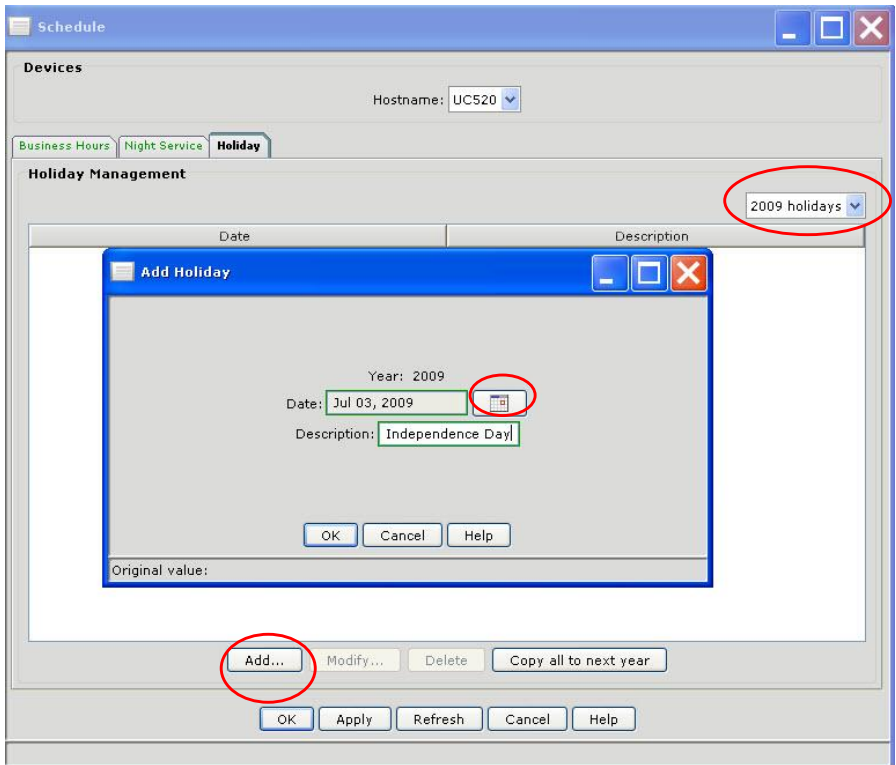 Schedule
Devices
Hostname: UC520
Business Hours Night Service Holiday
Holiday Management
2009 holidays
Date Description
Add Holiday
Year: 2009
Date: Jul 03, 2009
Description: Independence Day
OK Cancel Help
Original value:
Add... Modify... Delete Copy all to next year
OK Apply Refresh Cancel Help